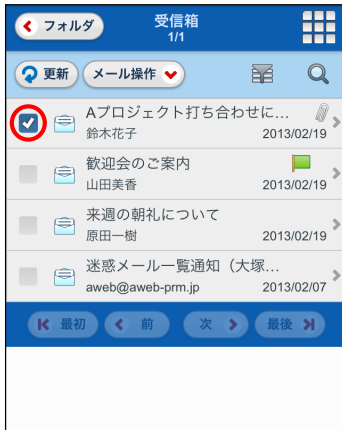 フォルダ
受信箱
1/1
更新
メール操作
Aプロジェクト打ち合わせに...
鈴木花子
2013/02/19
歓迎会のご案内
山田美香
2013/02/19
来週の朝礼について
原田一樹
2013/02/19
迷惑メール一覧通知（大塚...
aweb@aweb-prm.jp
2013/02/07
最初
前
次
最後